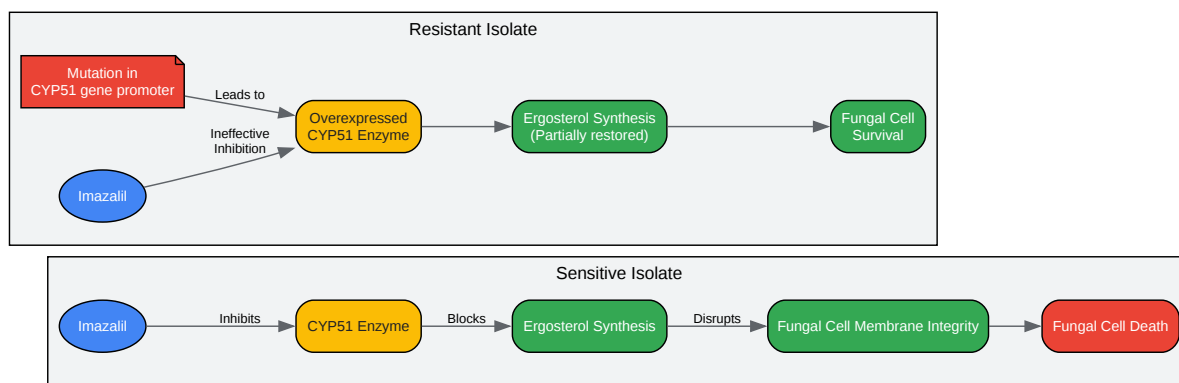 Resistant Isolate
Mutation in
CYP51 gene promoter
Leads to
Ineffective
Inhibition
Imazalil
Overexpressed
CYP51 Enzyme
Ergosterol Synthesis
(Partially restored)
Fungal Cell
Survival
Sensitive Isolate
Imazalil
Inhibits
CYP51 Enzyme
Blocks
Ergosterol Synthesis
Disrupts
Fungal Cell Membrane Integrity
Fungal Cell Death